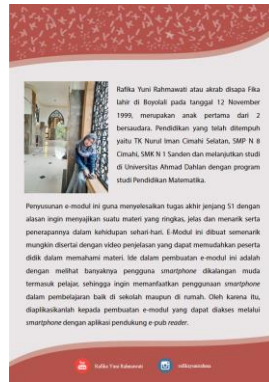 Rafika Yuni Rahmawati atau akrab disapa Fika
lahir di Boyolali pada tanggal 12 November
1999, merupakan anak pertama dari 2
bersaudara. Pendidikan yang telah ditempuh
yaitu TK Nurul Iman Cimahi Selatan, SMP N 8
Cimahi, SMK N 1 Sanden dan melanjutkan studi
di Universitas Ahmad Dahlan dengan program
studi Pendidikan Matematika.
Penyusunan e-modul ini guna menyelesaikan tugas akhir jenjang S1 dengan
alasan ingin menyajikan suatu materi yang ringkas, jelas dan menarik serta
penerapannya dalam kehidupan sehari-hari. E-Modul ini dibuat semenarik
mungkin disertai dengan video penjelasan yang dapat memudahkan peserta
didik dalam memahami materi. Ide dalam pembuatan e-modul ini adalah
dengan melihat banyaknya pengguna smartphone dikalangan muda
termasuk pelajar, sehingga ingin memanfaatkan penggunaan smartphone
dalam pembelajaran baik di sekolah maupun di rumah. Oleh karena itu,
diaplikasikanlah kepada pembuatan e-modul yang dapat diakses melalui
smartphone dengan aplikasi pendukung e-pub reader.
Rafika Yuni Rahmawati